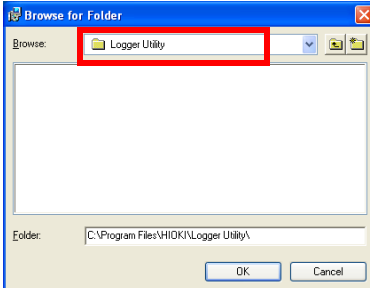 Browse for Folder
Browse: Logger Utility
Folder: C:\Program Files\HIOKI\Logger Utility\
OK Cancel